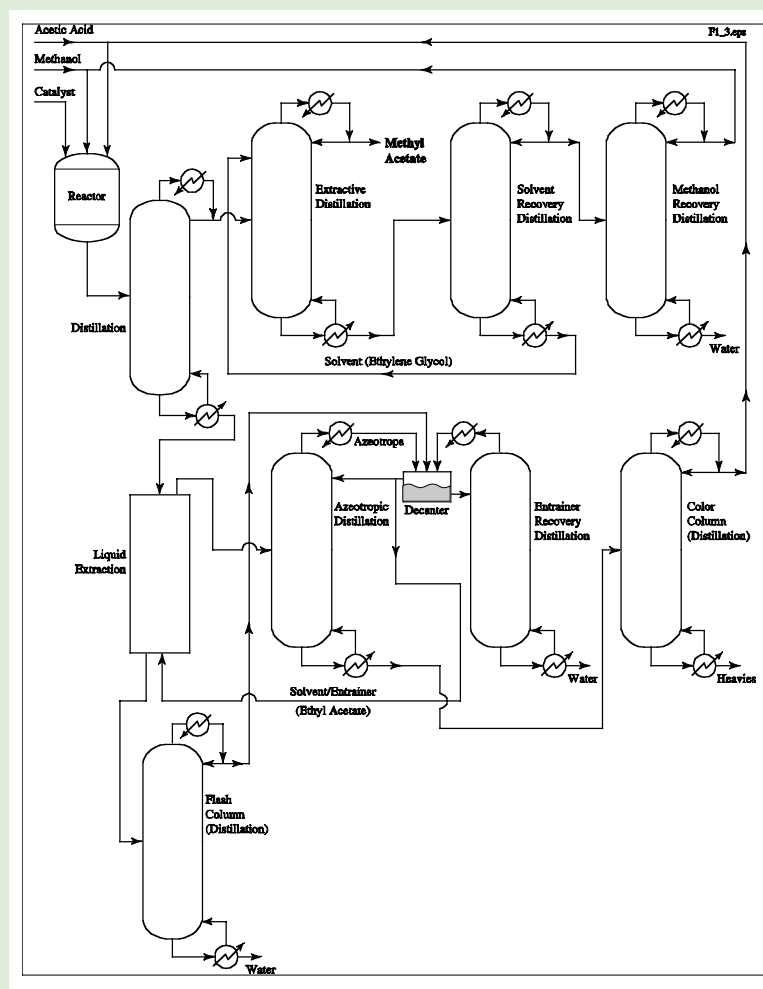 Acetic Acid
F1_3.eps
Methanol
Catalyst
Reactor
Methyl
Acetate
Extractive
Distillation
Solvent
Recovery
Distillation
Methanol
Recovery
Distillation
Distillation
Water
Solvent (Ethylene Glycol)
Azeotrope
Azeotropic
Distillation
Decanter
Entrainer
Recovery
Distillation
Color
Column
(Distillation)
Liquid
Extraction
Water
Heavies
Solvent/Entrainer
(Ethyl Acetate)
Flash
Column
(Distillation)
Water